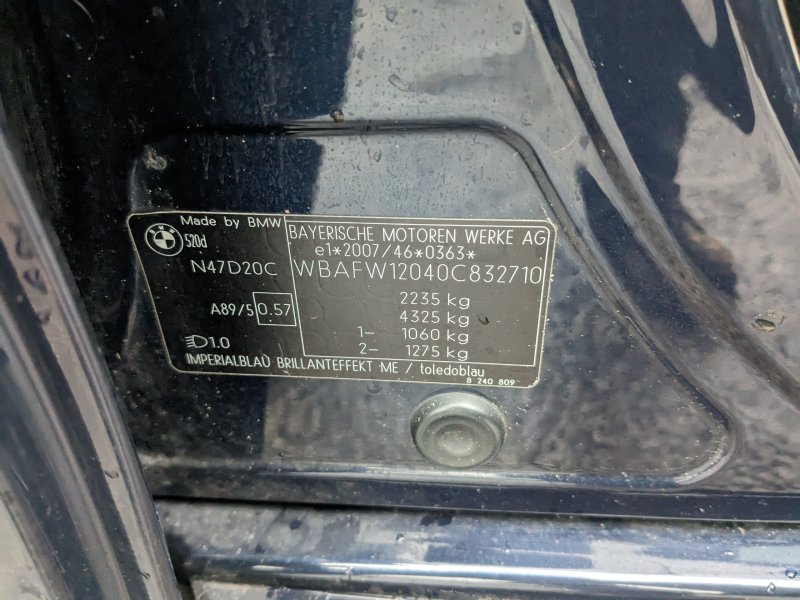 Made by BMW
BMW
520d
N47D20C
A89/5 0.57
1.0
BAYERISCHE MOTOREN WERKE AG
e1*2007/46*0363*
WBAFW12040C832710
2235 kg
4325 kg
1- 1060 kg
2- 1275 kg
IMPERIALBLAU BRILLANTEFFEKT ME / toledoblau
8 240 809